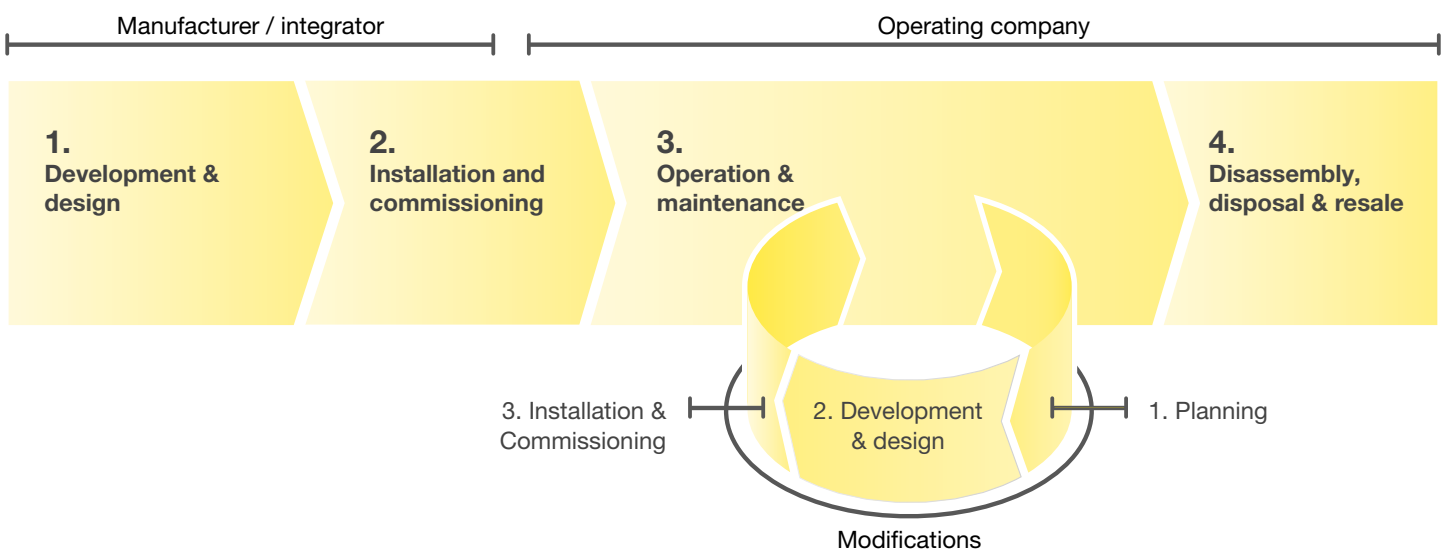 Manufacturer / integrator
Operating company
1.
Development &
design
2.
Installation and
commissioning
3.
Operation &
maintenance
4.
Disassembly,
disposal & resale
3. Installation &
Commissioning
2. Development
& design
1. Planning
Modifications